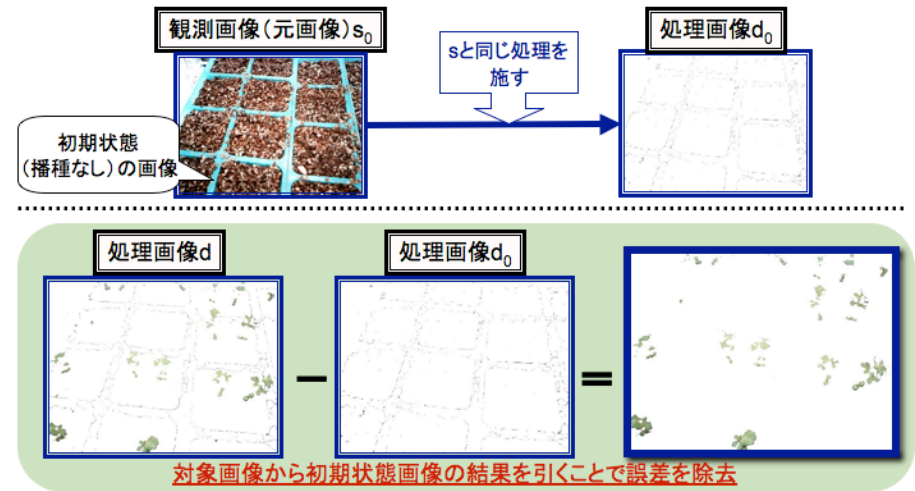 観測画像(元画像)s0
sと同じ処理を
施す
処理画像d0
初期状態
(播種なし)の画像
処理画像d
処理画像d0
対象画像から初期状態画像の結果を引くことで誤差を除去